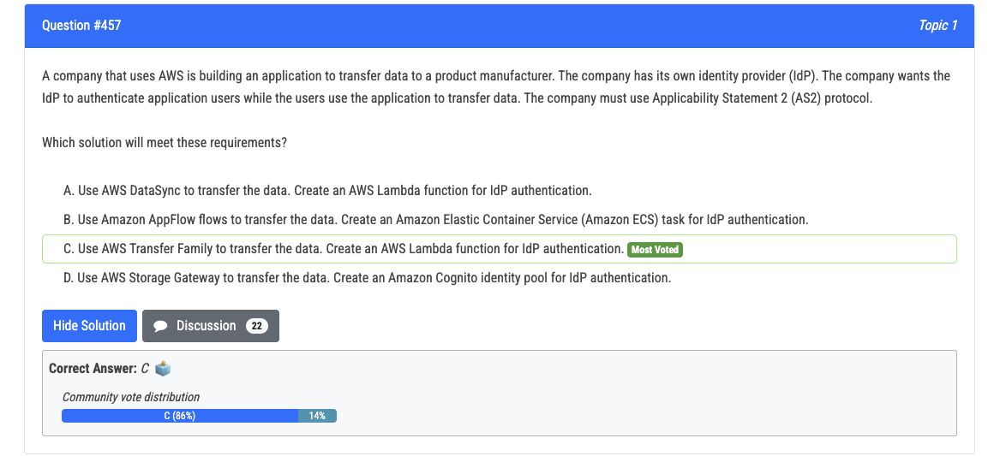 Question #457
Topic 1
A company that uses AWS is building an application to transfer data to a product manufacturer. The company has its own identity provider (IdP). The company wants the
IdP to authenticate application users while the users use the application to transfer data. The company must use Applicability Statement 2 (AS2) protocol.
Which solution will meet these requirements?
A. Use AWS DataSync to transfer the data. Create an AWS Lambda function for IdP authentication.
B. Use Amazon AppFlow flows to transfer the data. Create an Amazon Elastic Container Service (Amazon ECS) task for IdP authentication.
C. Use AWS Transfer Family to transfer the data. Create an AWS Lambda function for IdP authentication. Most Voted
D. Use AWS Storage Gateway to transfer the data. Create an Amazon Cognito identity pool for IdP authentication.
Hide Solution
Discussion 22
Correct Answer: C
Community vote distribution
C (86%)
14%